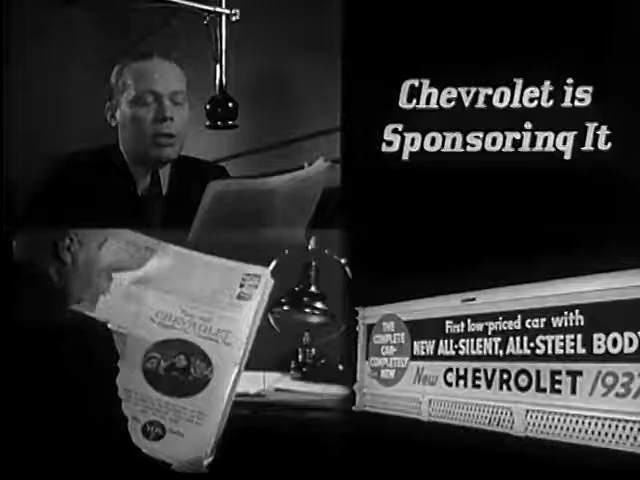 Chevrolet is
Sponsoring It
THE
COMPLETE
CAR-
COMPLETELY
NEW
First low-priced car with
NEW ALL-SILENT, ALL-STEEL BODY
New CHEVROLET 1937
CHEVROLET